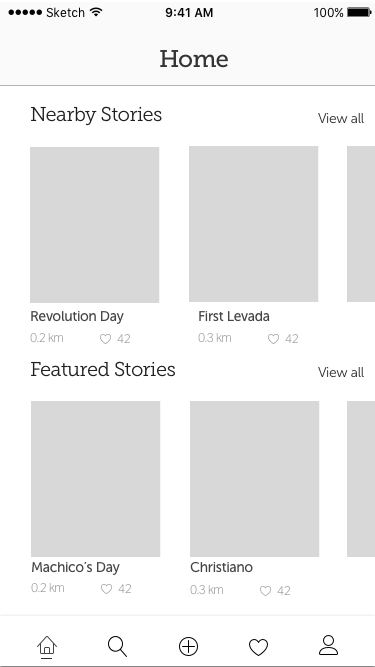 Sketch 9:41 AM 100%
Home
Nearby Stories View all
Revolution Day First Levada
0.2 km 42 0.3 km 42
Featured Stories View all
Machico's Day Christiano
0.2 km 42 0.3 km 42